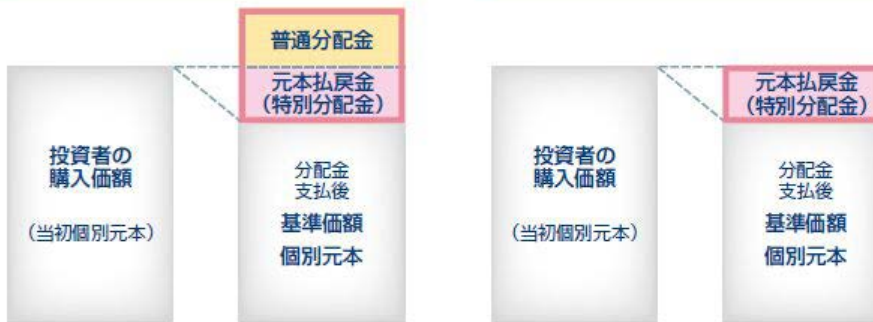 普通分配金
元本払戻金
(特別分配金)
投資者の
購入価額
(当初個別元本)
分配金
支払後
基準価額
個別元本
元本払戻金
(特別分配金)
投資者の
購入価額
(当初個別元本)
分配金
支払後
基準価額
個別元本